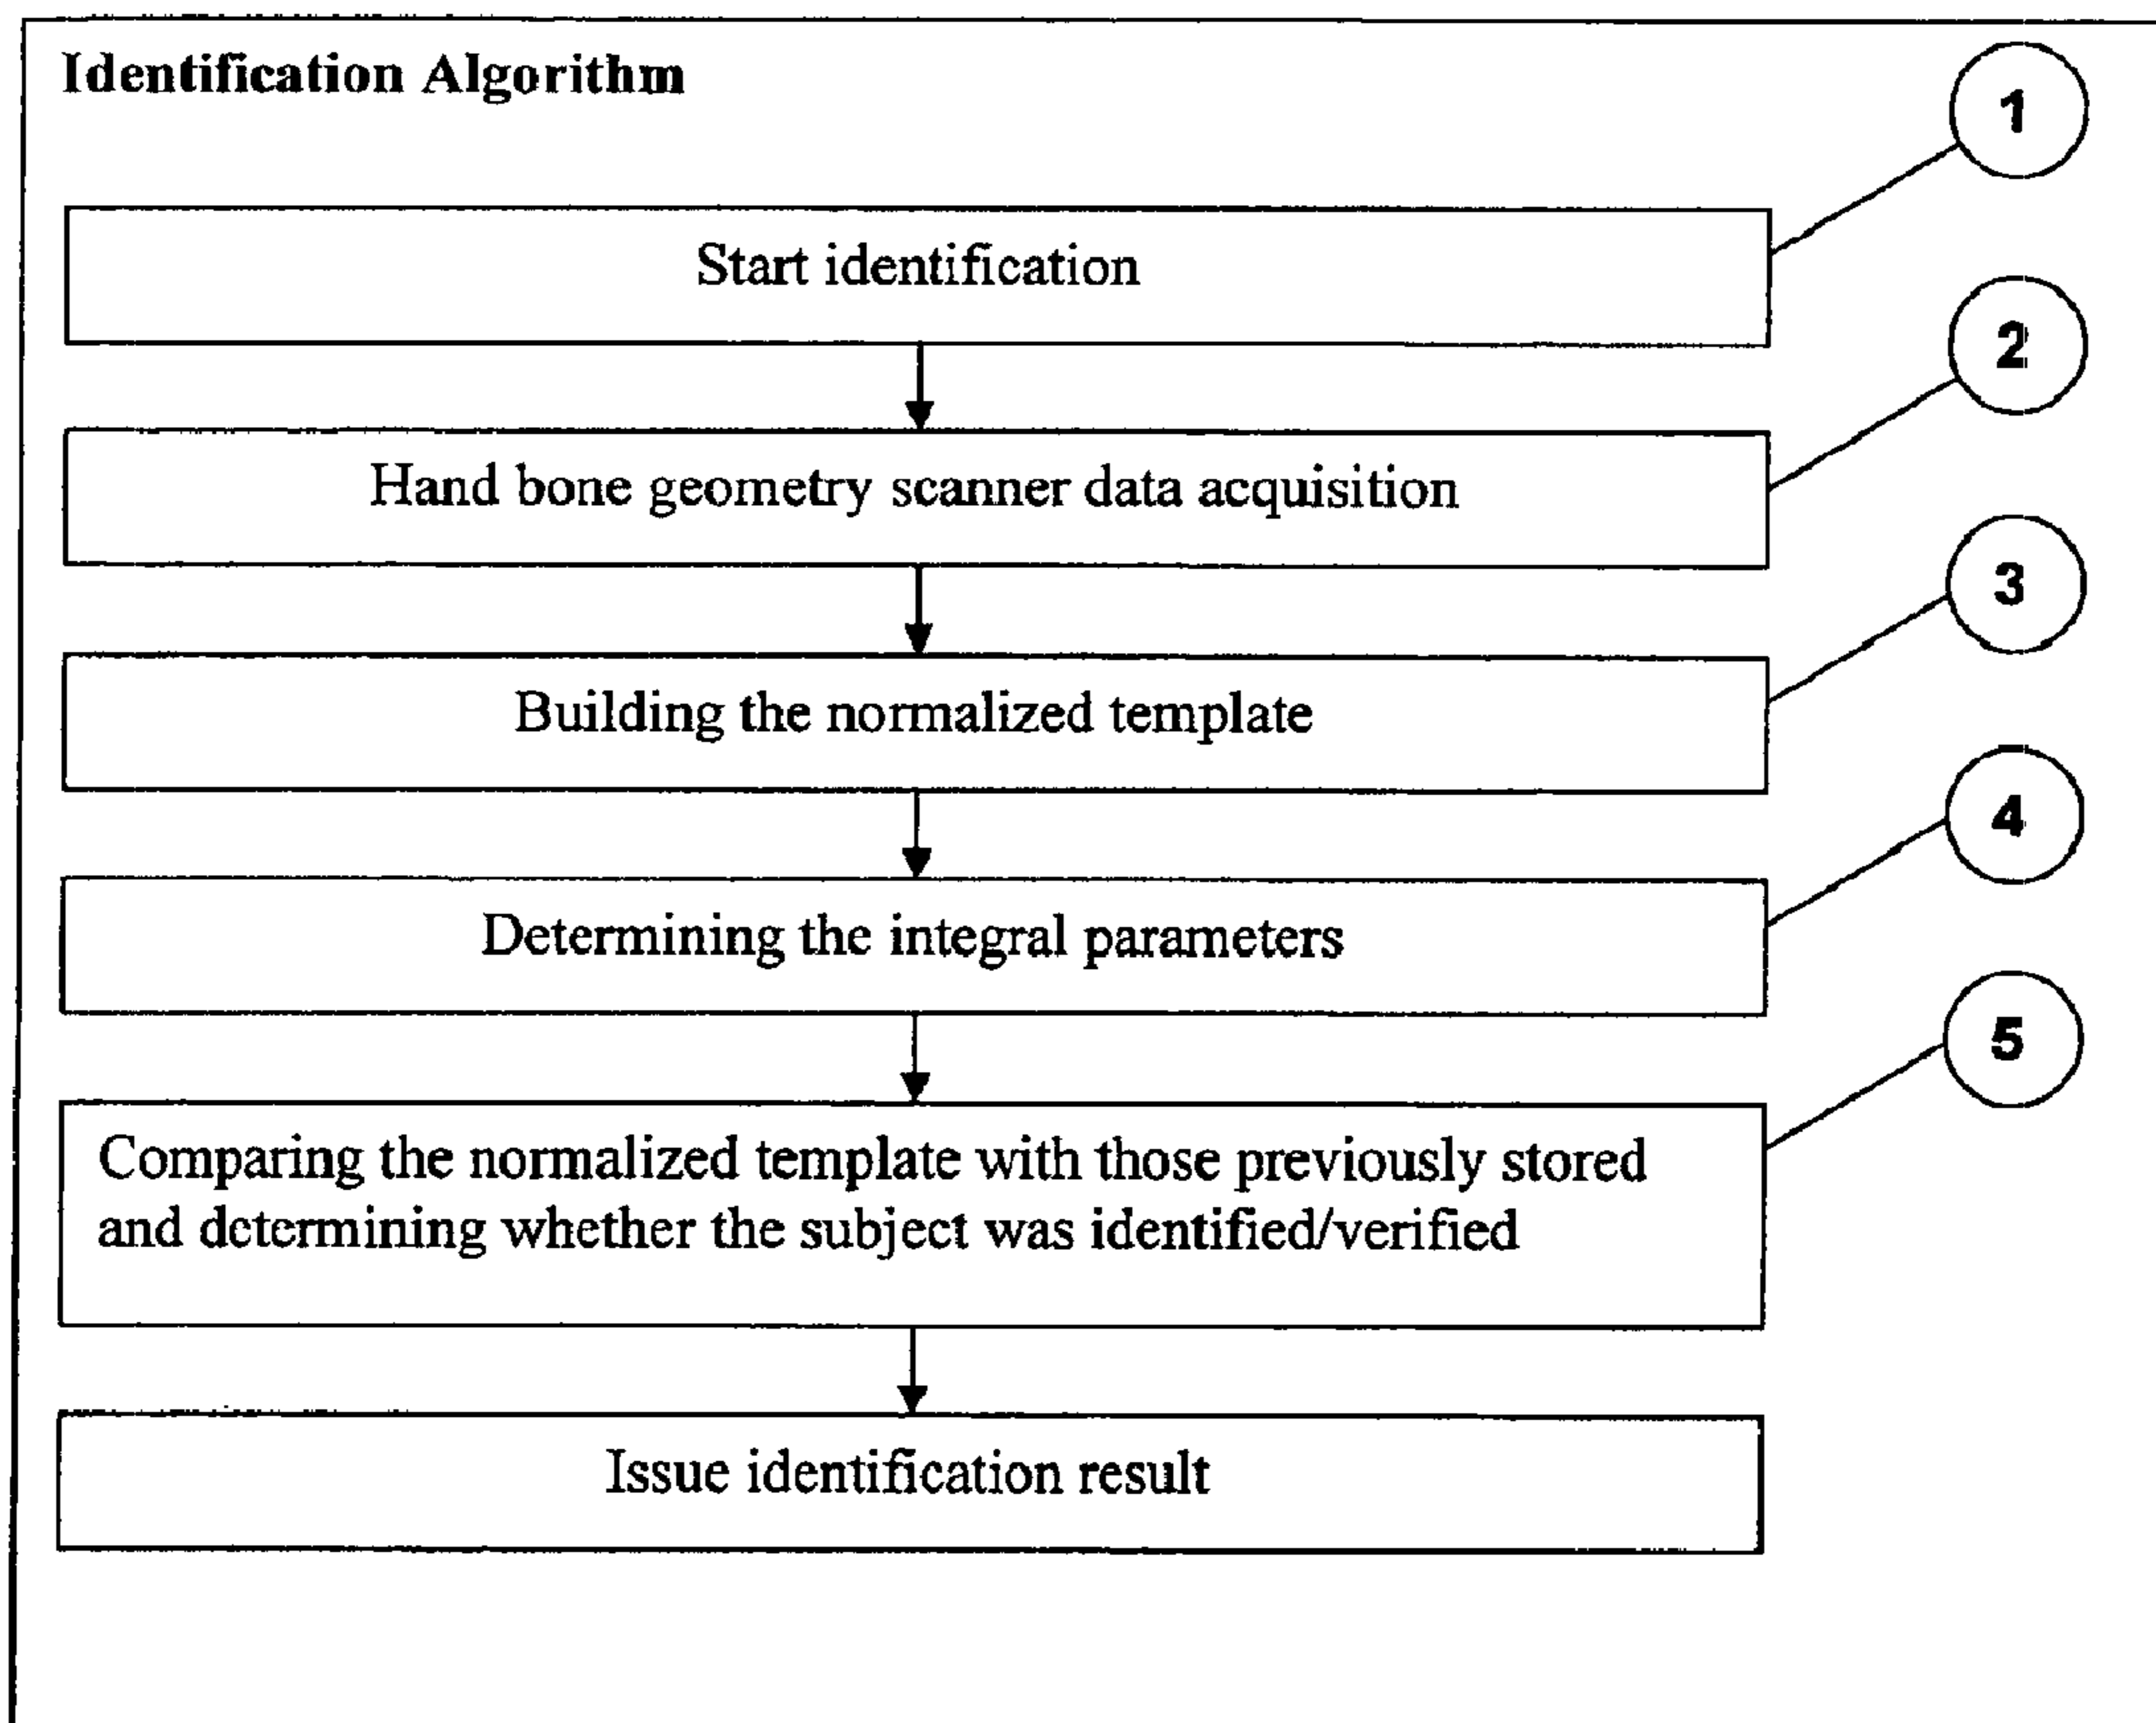 Identification Algorithm
1
Start identification
2
Hand bone geometry scanner data acquisition
3
Building the normalized template
4
Determining the integral parameters
5
Comparing the normalized template with those previously stored
and determining whether the subject was identified/verified
Issue identification result